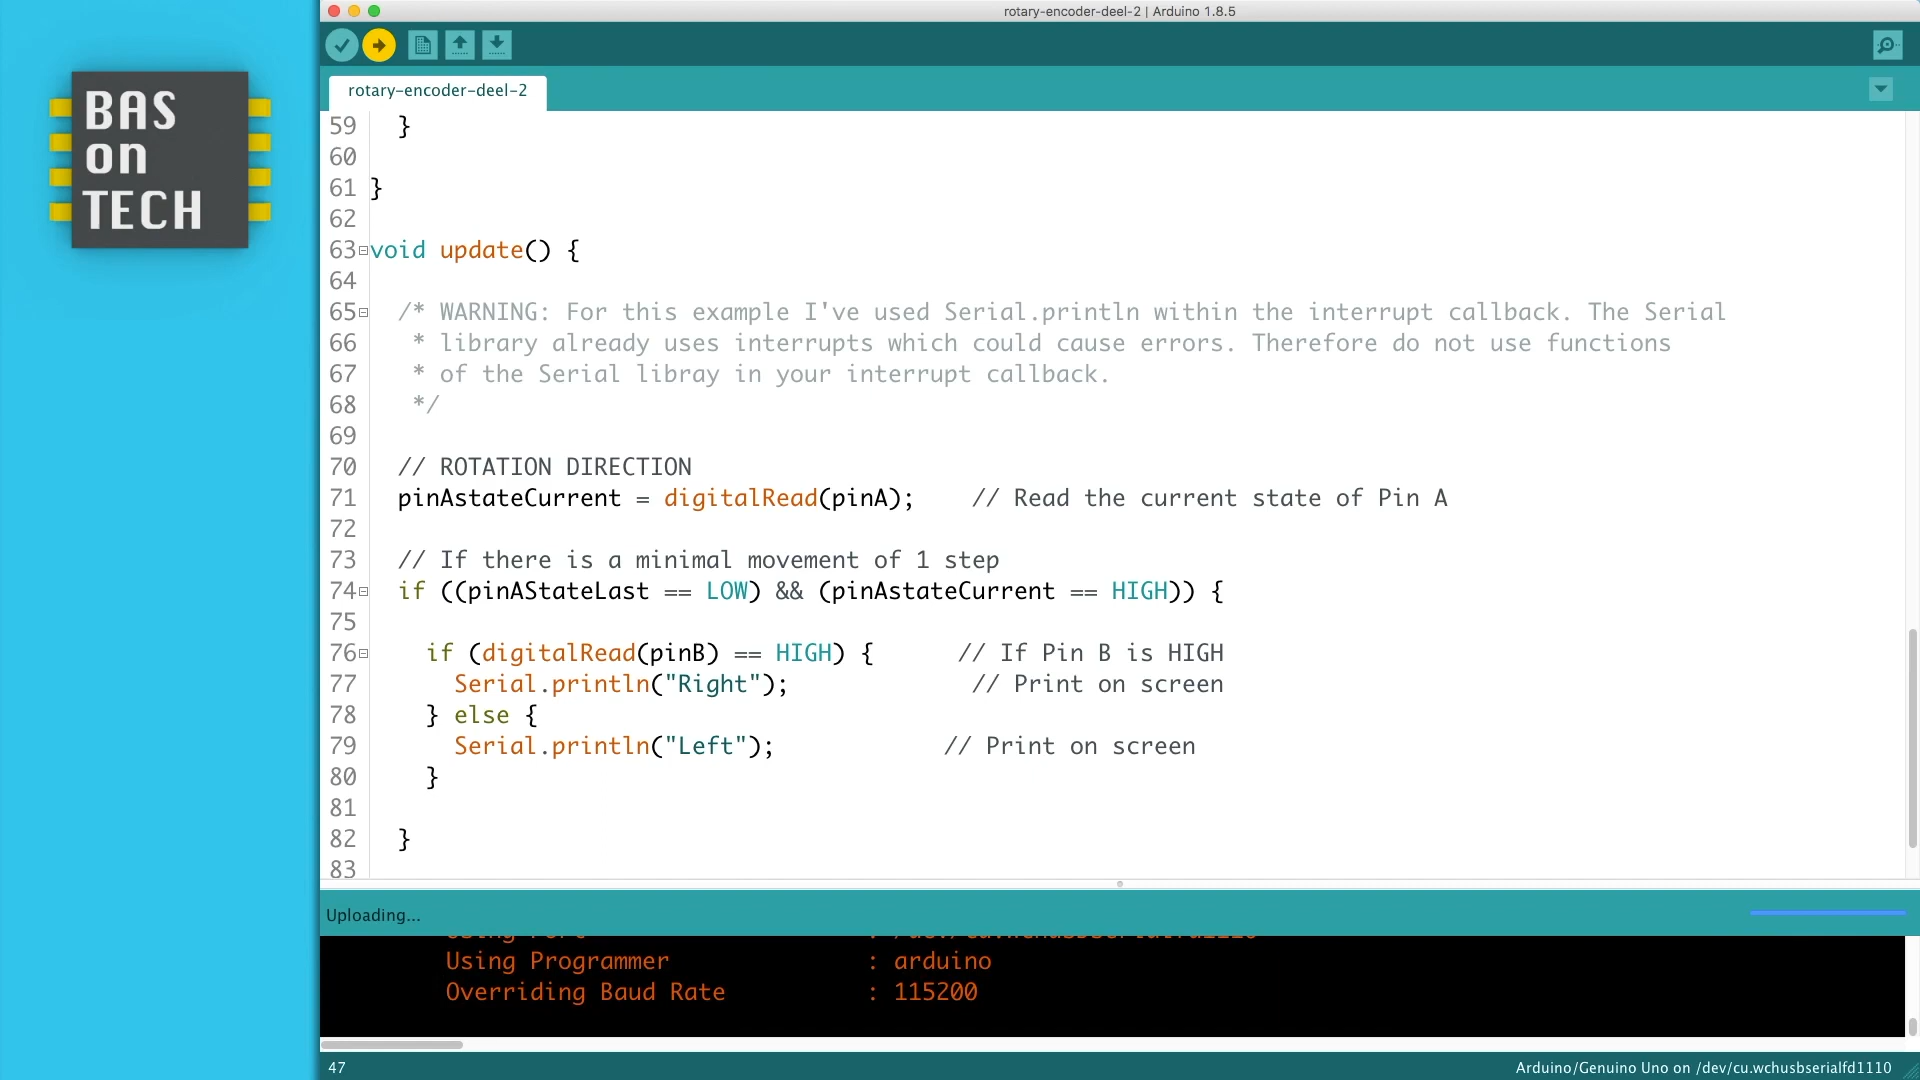 rotary-encoder-deel-2 | Arduino 1.8.5
BAS
on
TECH
rotary-encoder-deel-2
59 }
60
61 }
62
63 void update() {
64
65 /* WARNING: For this example I've used Serial.println within the interrupt callback. The Serial
66 * library already uses interrupts which could cause errors. Therefore do not use functions
67 * of the Serial libray in your interrupt callback.
68 */
69
70 // ROTATION DIRECTION
71 pinAstateCurrent = digitalRead(pinA); // Read the current state of Pin A
72
73 // If there is a minimal movement of 1 step
74 if ((pinAStateLast == LOW) && (pinAstateCurrent == HIGH)) {
75
76 if (digitalRead(pinB) == HIGH) { // If Pin B is HIGH
77 Serial.println("Right"); // Print on screen
78 } else {
79 Serial.println("Left"); // Print on screen
80 }
81
82 }
83
Uploading...
Using Port : /dev/cu.wchusbserialfd1110
Using Programmer : arduino
Overriding Baud Rate : 115200
47
Arduino/Genuino Uno on /dev/cu.wchusbserialfd1110